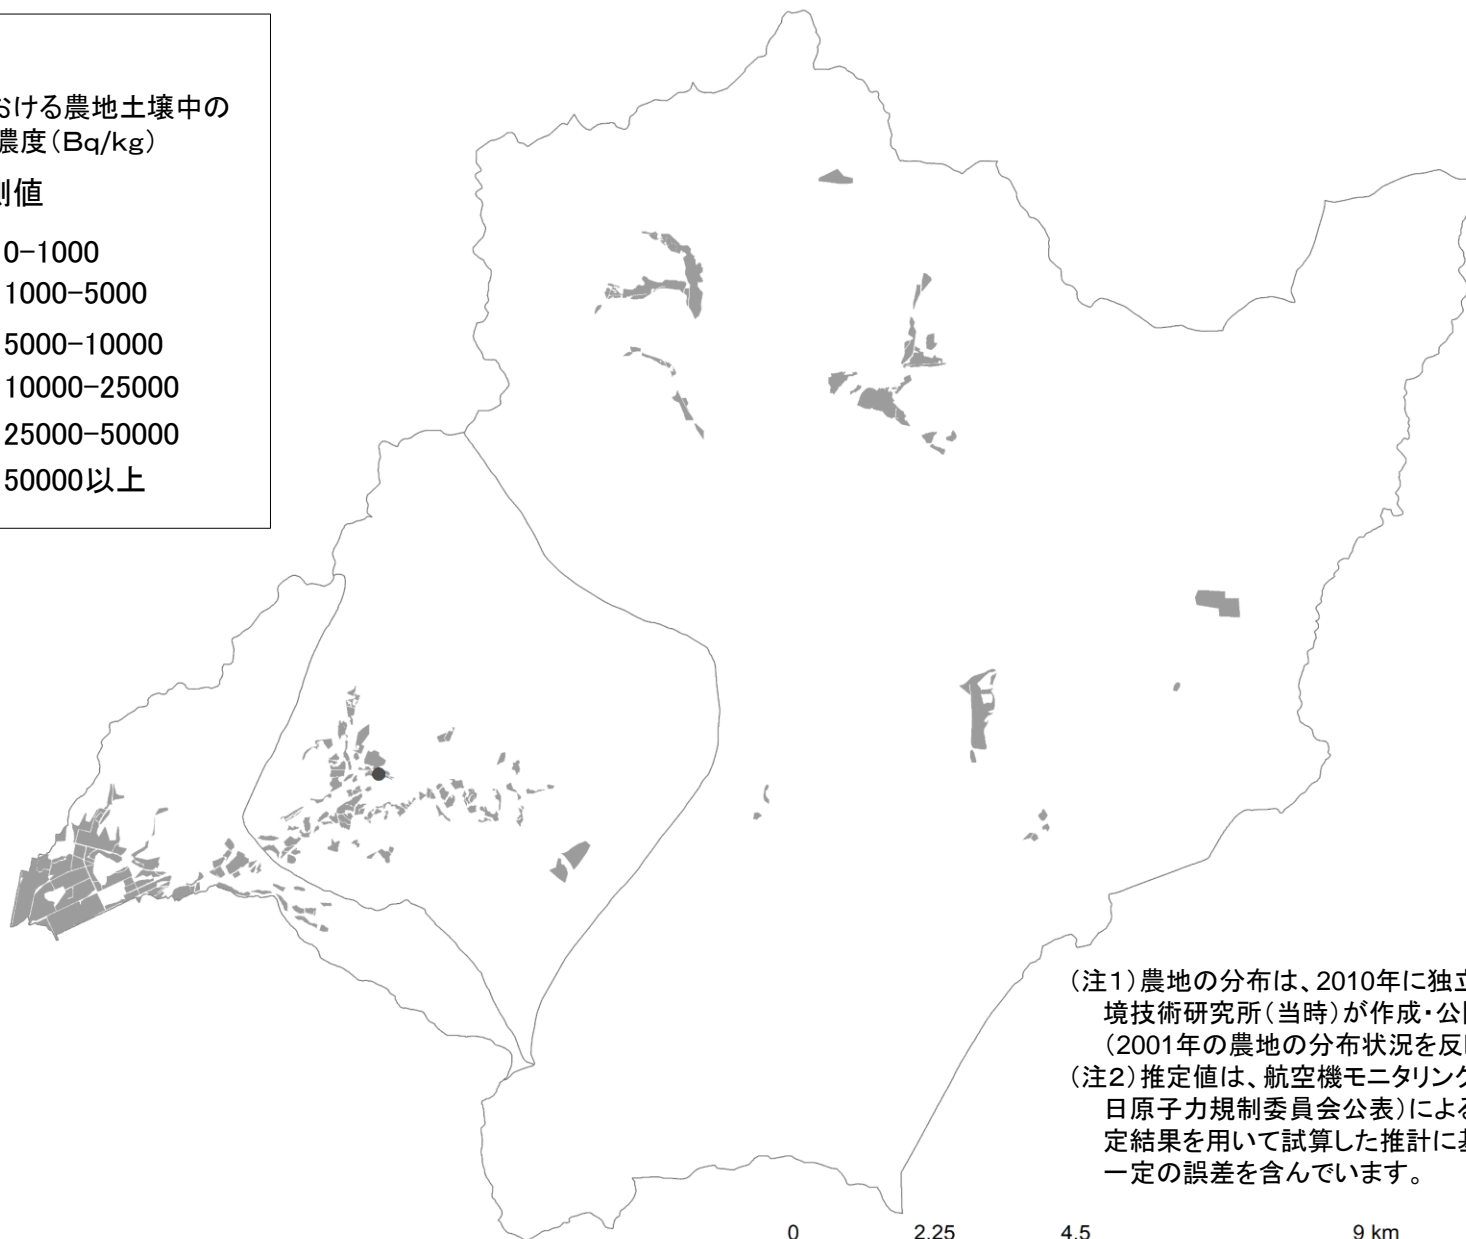 おける農地土壌中の
濃度（Bq/kg）
測値
0-1000
1000-5000
5000-10000
10000-25000
25000-50000
50000以上
（注1）農地の分布は、2010年に独立
境技術研究所（当時）が作成・公
（2001年の農地の分布状況を反
（注2）推定値は、航空機モニタリング
日原子力規制委員会公表）による
定結果を用いて試算した推計に基
一定の誤差を含んでいます。
0 2.25 4.5 9 km